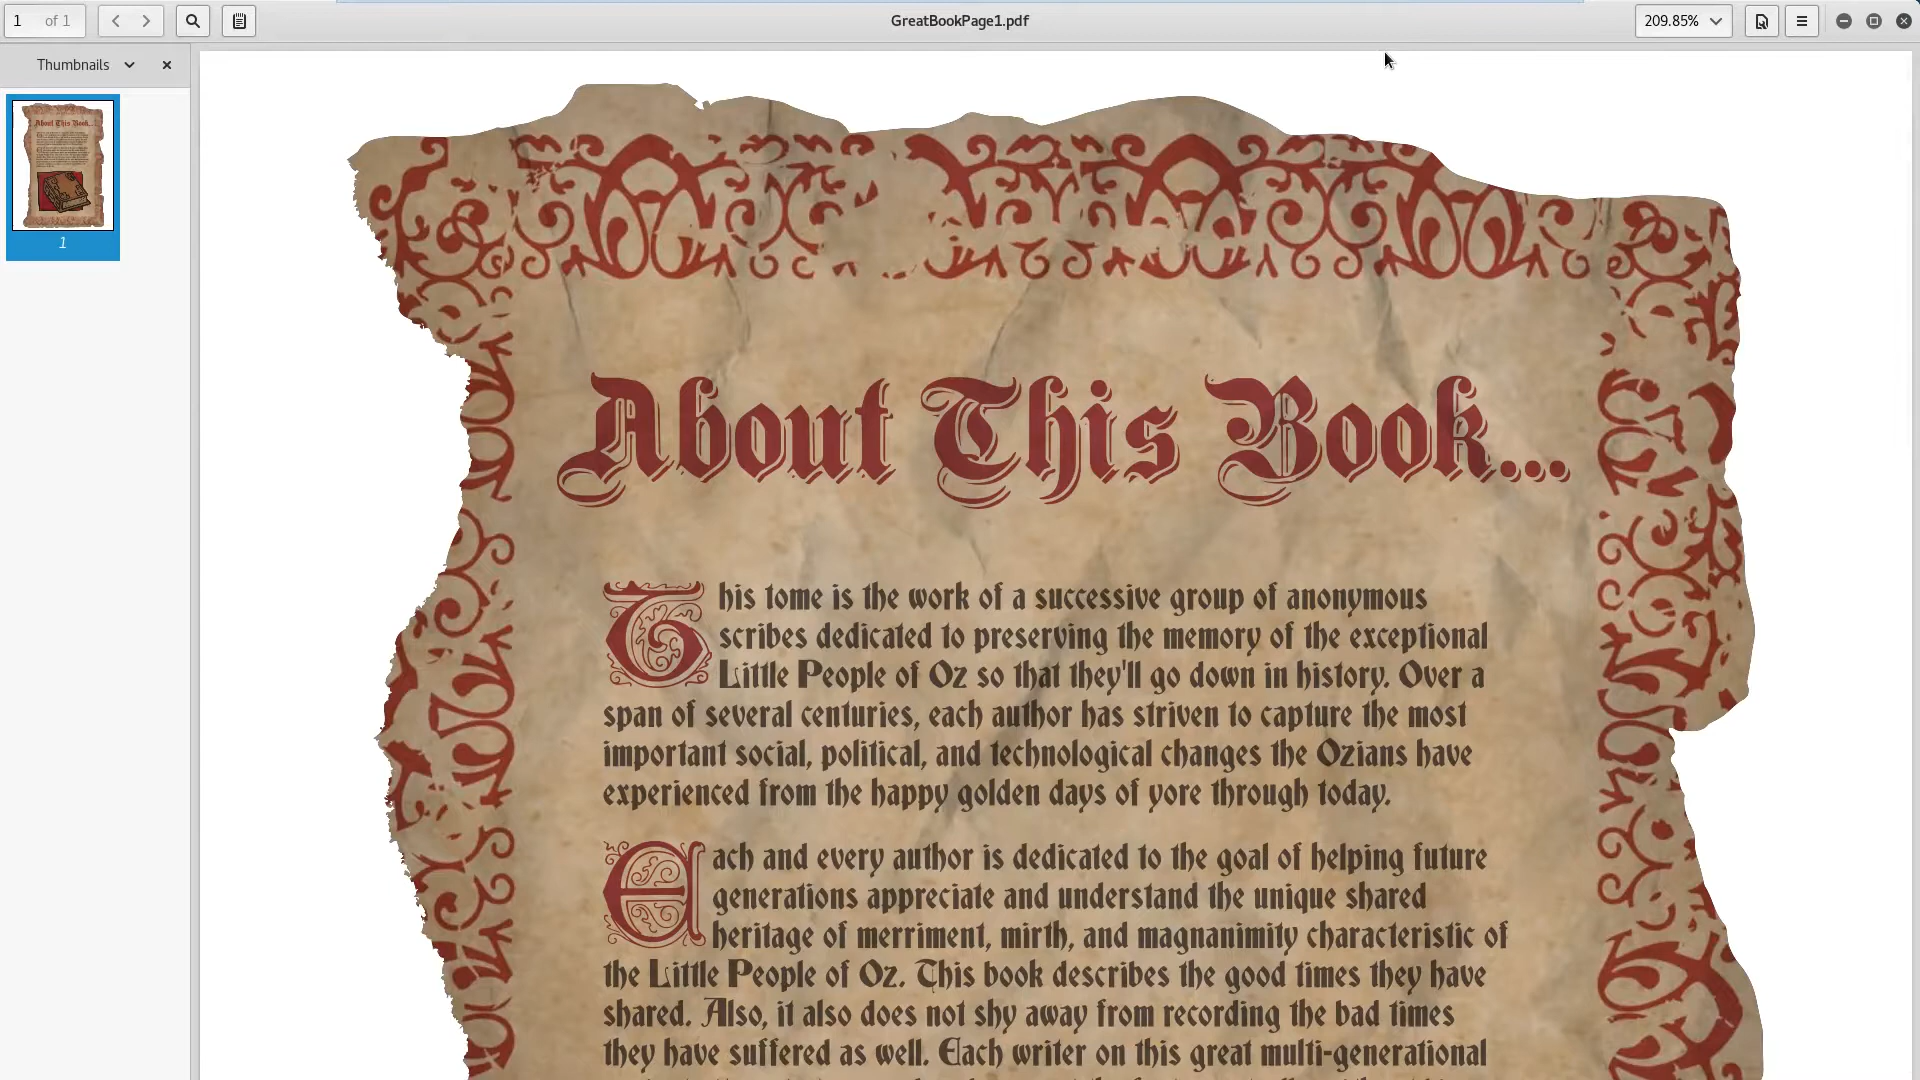 1 of 1
GreatBookPage1.pdf
209.85%
Thumbnails
About This Book...
1
About This Book...
This tome is the work of a successive group of anonymous
scribes dedicated to preserving the memory of the exceptional
Little People of Oz so that they'll go down in history. Over a
span of several centuries, each author has striven to capture the most
important social, political, and technological changes the Ozians have
experienced from the happy golden days of yore through today.
Each and every author is dedicated to the goal of helping future
generations appreciate and understand the unique shared
heritage of merriment, mirth, and magnanimity characteristic of
the Little People of Oz. This book describes the good times they have
shared. Also, it also does not shy away from recording the bad times
they have suffered as well. Each writer on this great multi-generational